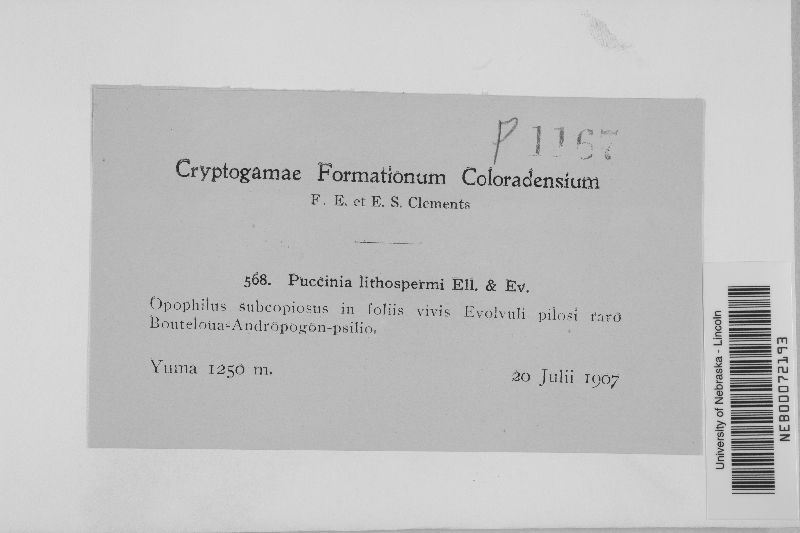 P 1167
Cryptogamae Formationum Coloradensium
F. E. et E. S. Clements
568. Puccinia lithospermi Ell. & Ev.
Opophilus subcopiosus in foliis vivis Evolvuli pilosi raro
Bouteloua-Andropogon-psilio.
Yuma 1250 m.
20 Julii 1907
University of Nebraska - Lincoln
NEB00072193